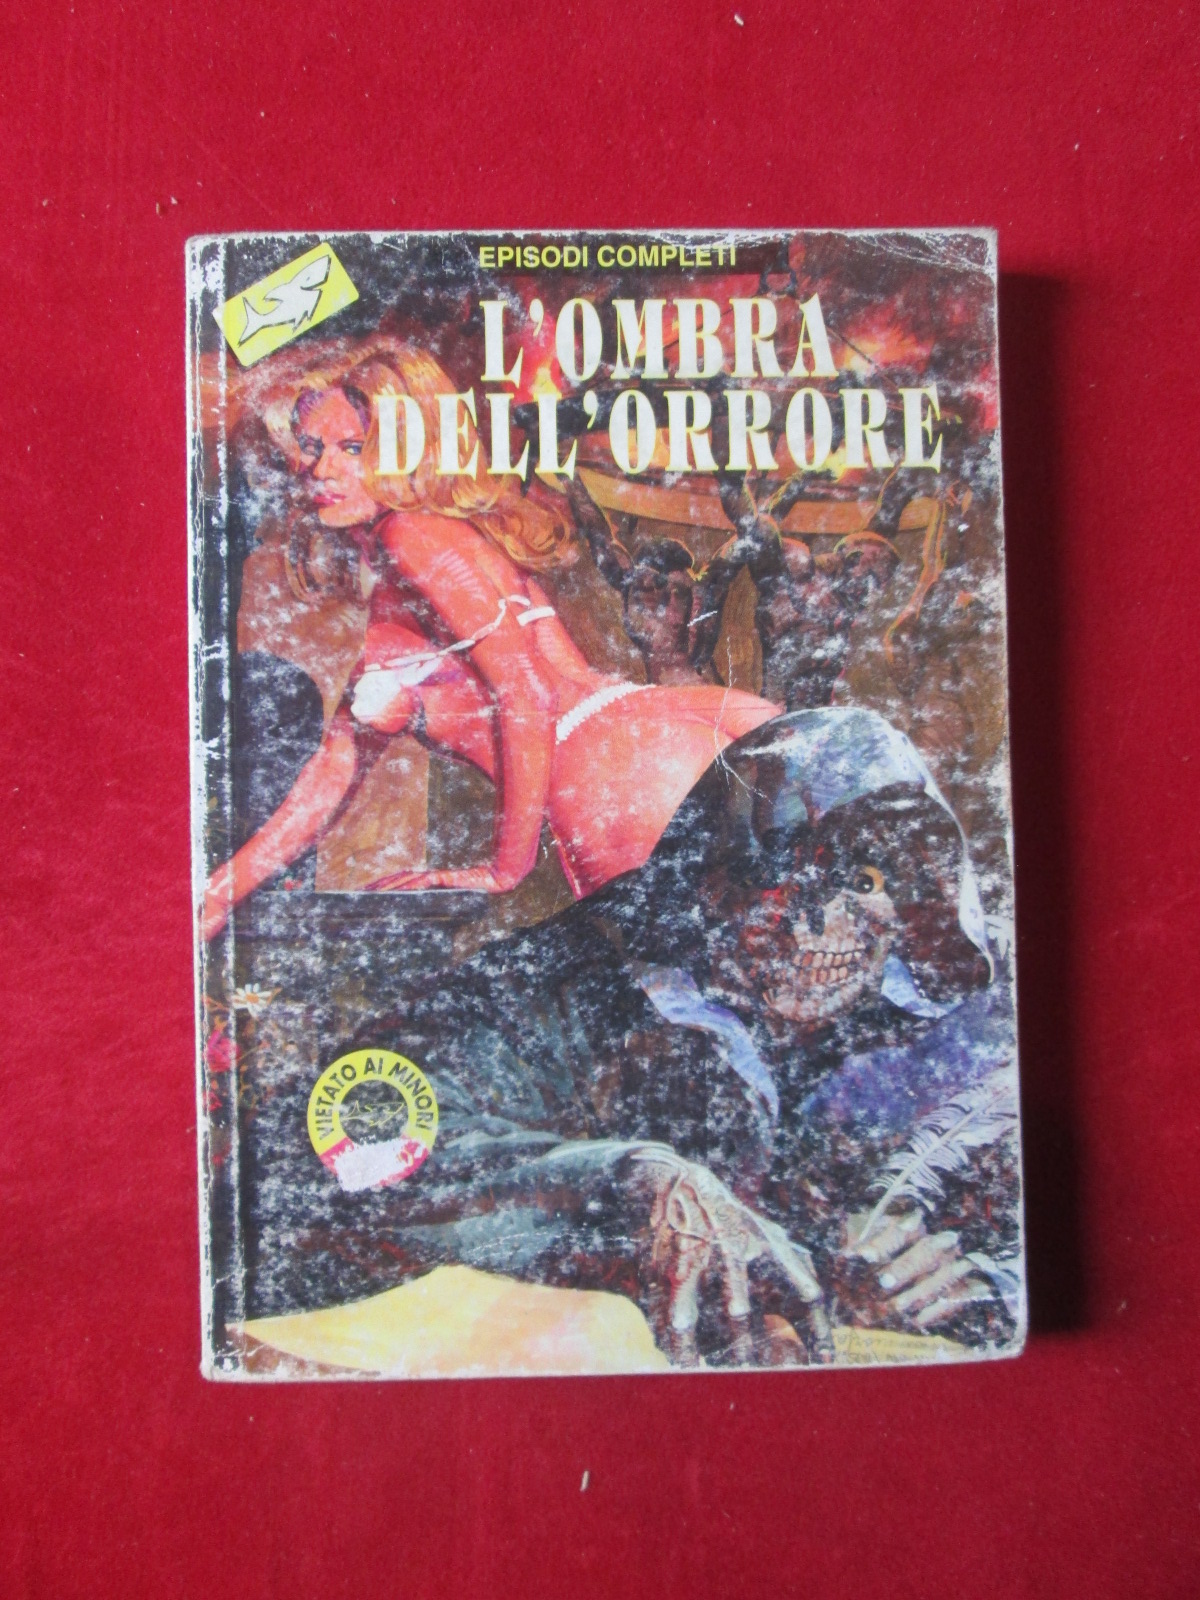 EPISODI COMPLETI
L'OMBRA
DELL'ORRORE
VIETATO AI MINORI